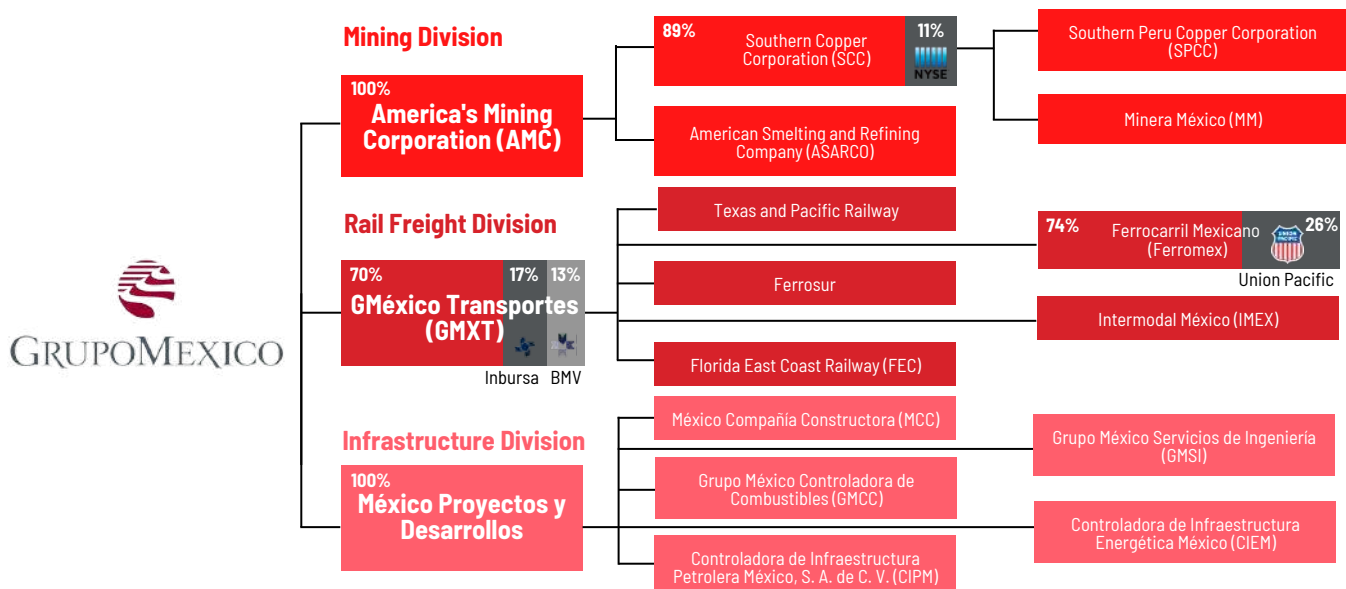 GRUPOMEXICO
Mining Division
100%
America's Mining
Corporation (AMC)
89%
Southern Copper
Corporation (SCC)
11%
NYSE
Southern Peru Copper Corporation
(SPCC)
Minera México (MM)
American Smelting and Refining
Company (ASARCO)
Rail Freight Division
70%
17%
13%
GMéxico Transportes
(GMXT)
Inbursa
BMV
Texas and Pacific Railway
74%
Ferrocarril Mexicano
(Ferromex)
26%
UNION
PACIFIC
Union Pacific
Ferrosur
Intermodal México (IMEX)
Florida East Coast Railway (FEC)
Infrastructure Division
100%
México Proyectos y
Desarrollos
México Compañía Constructora (MCC)
Grupo México Servicios de Ingeniería
(GMSI)
Grupo México Controladora de
Combustibles (GMCC)
Controladora de Infraestructura
Energética México (CIEM)
Controladora de Infraestructura
Petrolera México, S. A. de C. V. (CIPM)